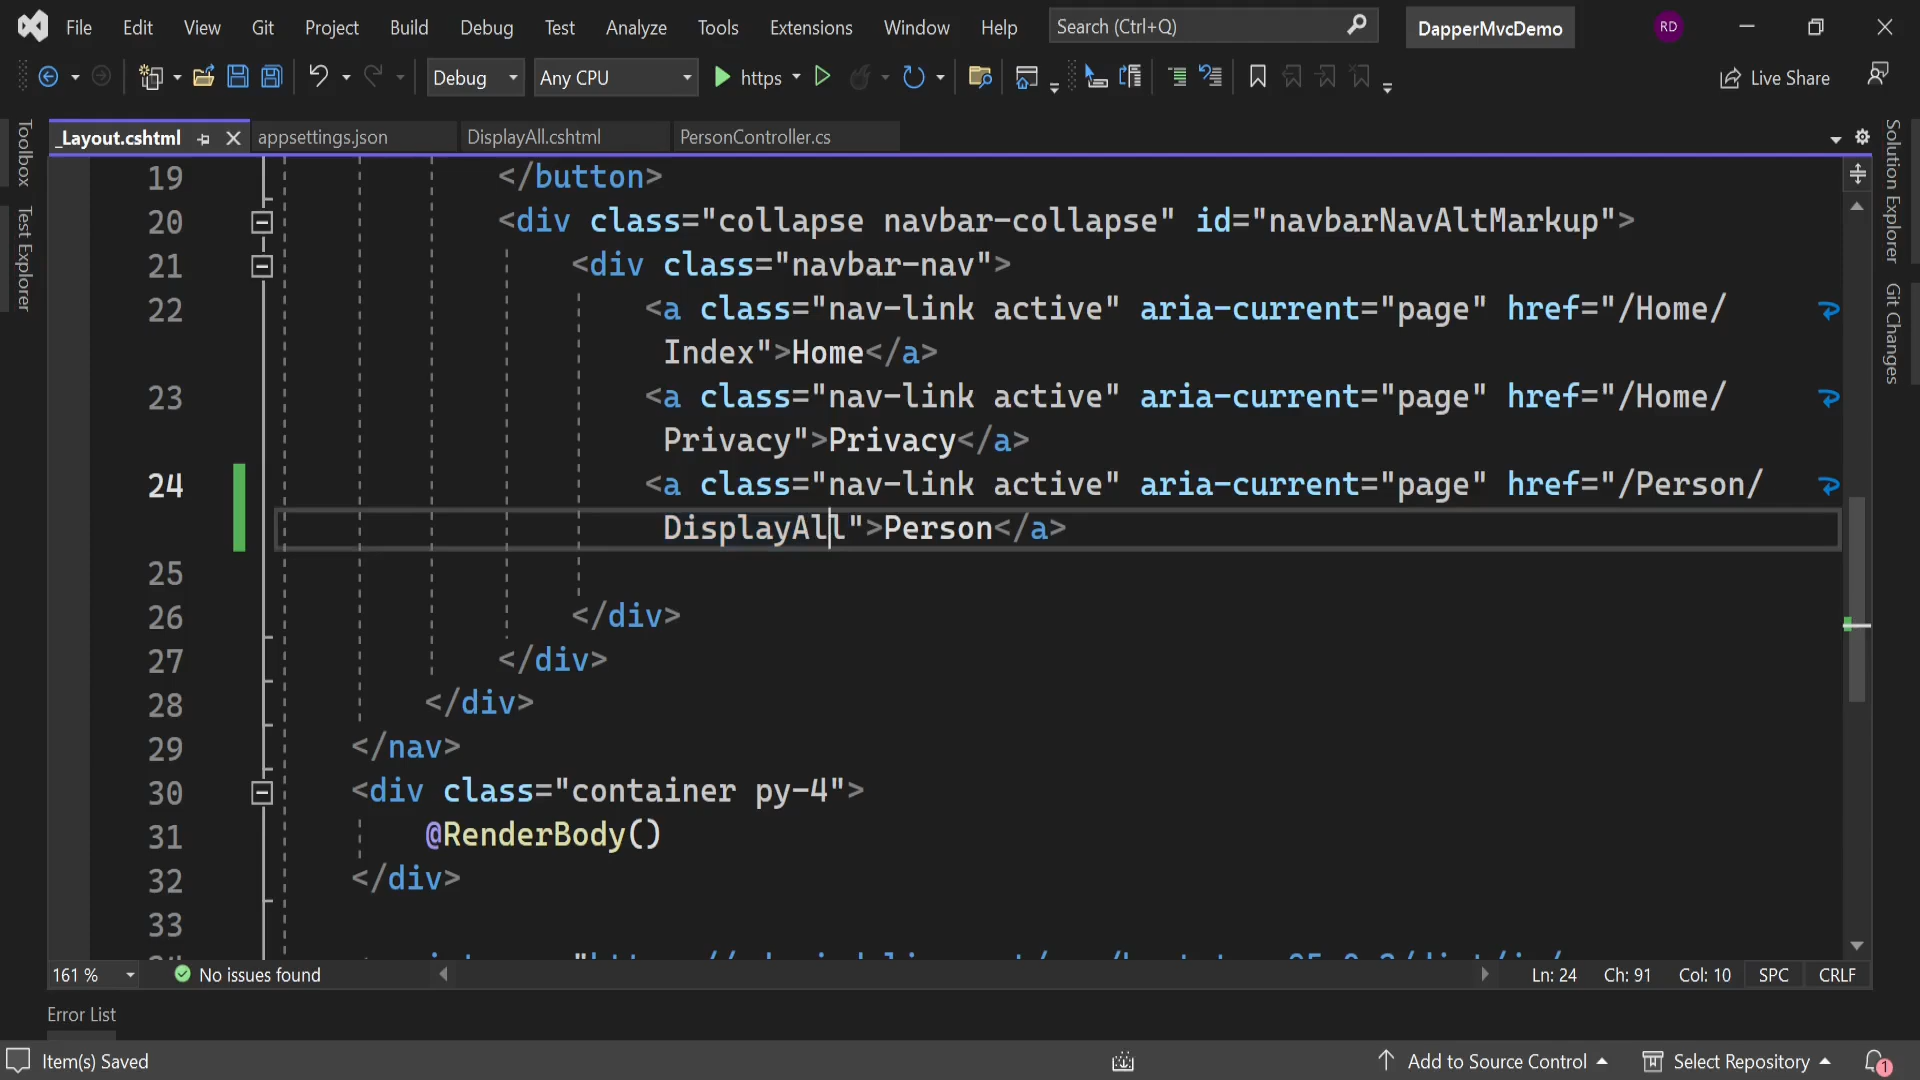 File Edit View Git Project Build Debug Test Analyze Tools Extensions Window Help Search (Ctrl+Q) DapperMvcDemo RD
Debug Any CPU https Live Share
_Layout.cshtml appsettings.json DisplayAll.cshtml PersonController.cs
Toolbox
Test Explorer
Solution Explorer
Git Changes
19 </button>
20 <div class="collapse navbar-collapse" id="navbarNavAltMarkup">
21 <div class="navbar-nav">
22 <a class="nav-link active" aria-current="page" href="/Home/
Index">Home</a>
23 <a class="nav-link active" aria-current="page" href="/Home/
Privacy">Privacy</a>
24 <a class="nav-link active" aria-current="page" href="/Person/
DisplayAll">Person</a>
25
26 </div>
27 </div>
28 </div>
29 </nav>
30 <div class="container py-4">
31 @RenderBody()
32 </div>
33
161 % No issues found Ln: 24 Ch: 91 Col: 10 SPC CRLF
Error List
Item(s) Saved Add to Source Control Select Repository 1